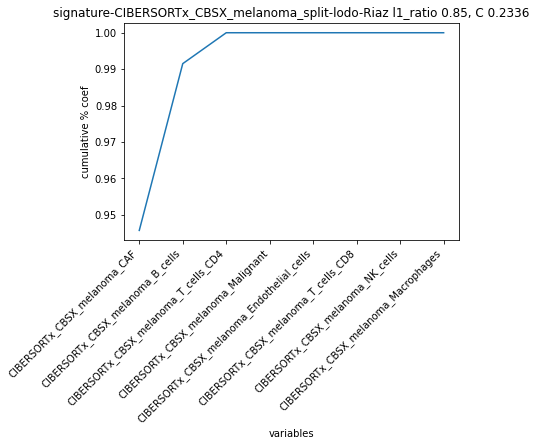 signature-CIBERSORTx_CBSX_melanoma_split-lodo-Riaz l1_ratio 0.85, C 0.2336
1.00
0.99
0.98
0.97
0.96
0.95
cumulative % coef
CIBERSORTx_CBSX_melanoma_CAF
CIBERSORTx_CBSX_melanoma_B_cells
CIBERSORTx_CBSX_melanoma_T_cells_CD4
CIBERSORTx_CBSX_melanoma_Malignant
CIBERSORTx_CBSX_melanoma_Endothelial_cells
CIBERSORTx_CBSX_melanoma_T_cells_CD8
CIBERSORTx_CBSX_melanoma_NK_cells
CIBERSORTx_CBSX_melanoma_Macrophages
variables